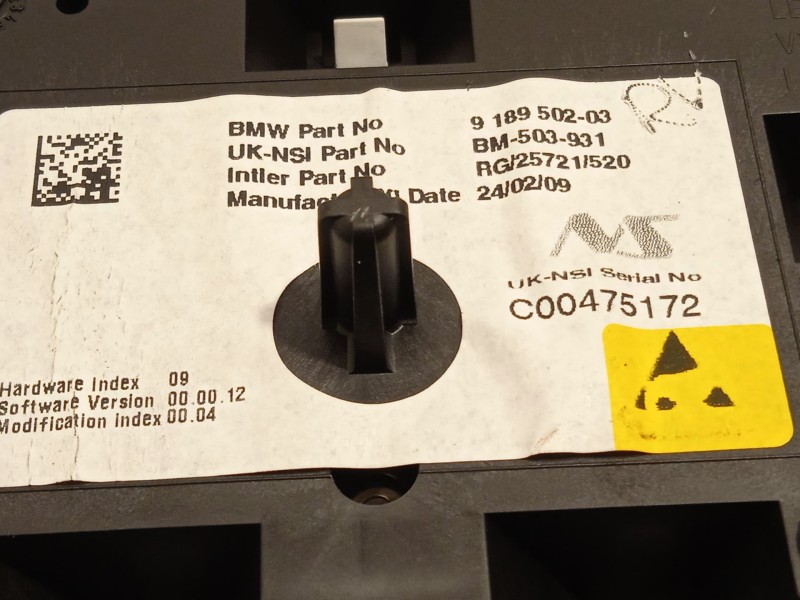 BMW Part No 9 189 502-03
UK-NSI Part No BM-503-931
Intler Part No RG/25721/520
Date 24/02/09
NS
UK-NSI Serial No
C00475172
Hardware Index 09
Software Version 00.00.12
Modification index 00.04